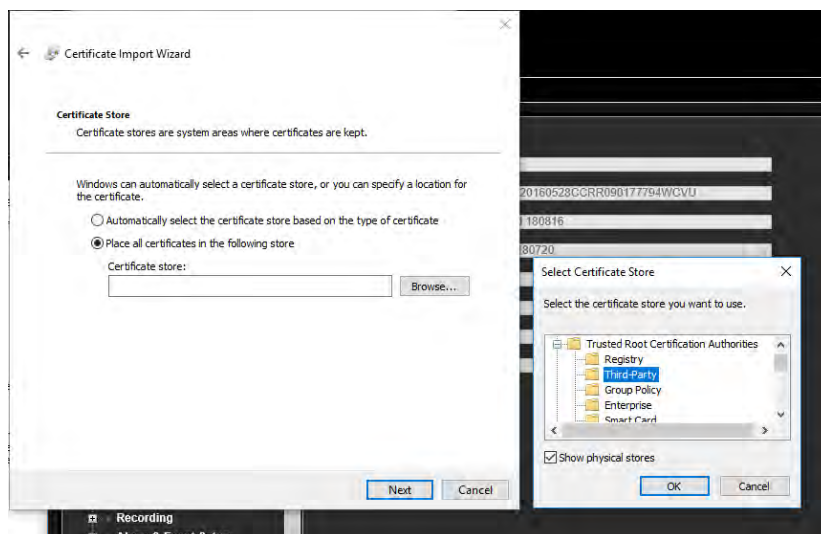 Certificate Import Wizard
Certificate Store
Certificate stores are system areas where certificates are kept.
Windows can automatically select a certificate store, or you can specify a location for
the certificate.
Automatically select the certificate store based on the type of certificate
Place all certificates in the following store
Certificate store:
Browse...
Next
Cancel
20160528CCRR090177794WCVU
180816
80720
Select Certificate Store
Select the certificate store you want to use.
Trusted Root Certification Authorities
Registry
Third-Party
Group Policy
Enterprise
Smart Card
Show physical stores
OK
Cancel
Recording